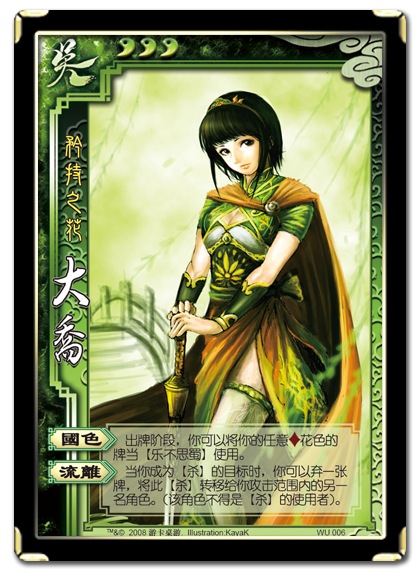 吴
矜持之花
大喬
國色
出牌阶段，你可以将你的任意♦花色的
牌当【乐不思蜀】使用。
流離
当你成为【杀】的目标时，你可以弃一张
牌，将此【杀】转移给你攻击范围内的另一
名角色。（该角色不得是【杀】的使用者）。
™&© 2008 游卡桌游. Illustration:KayaK
WU 006